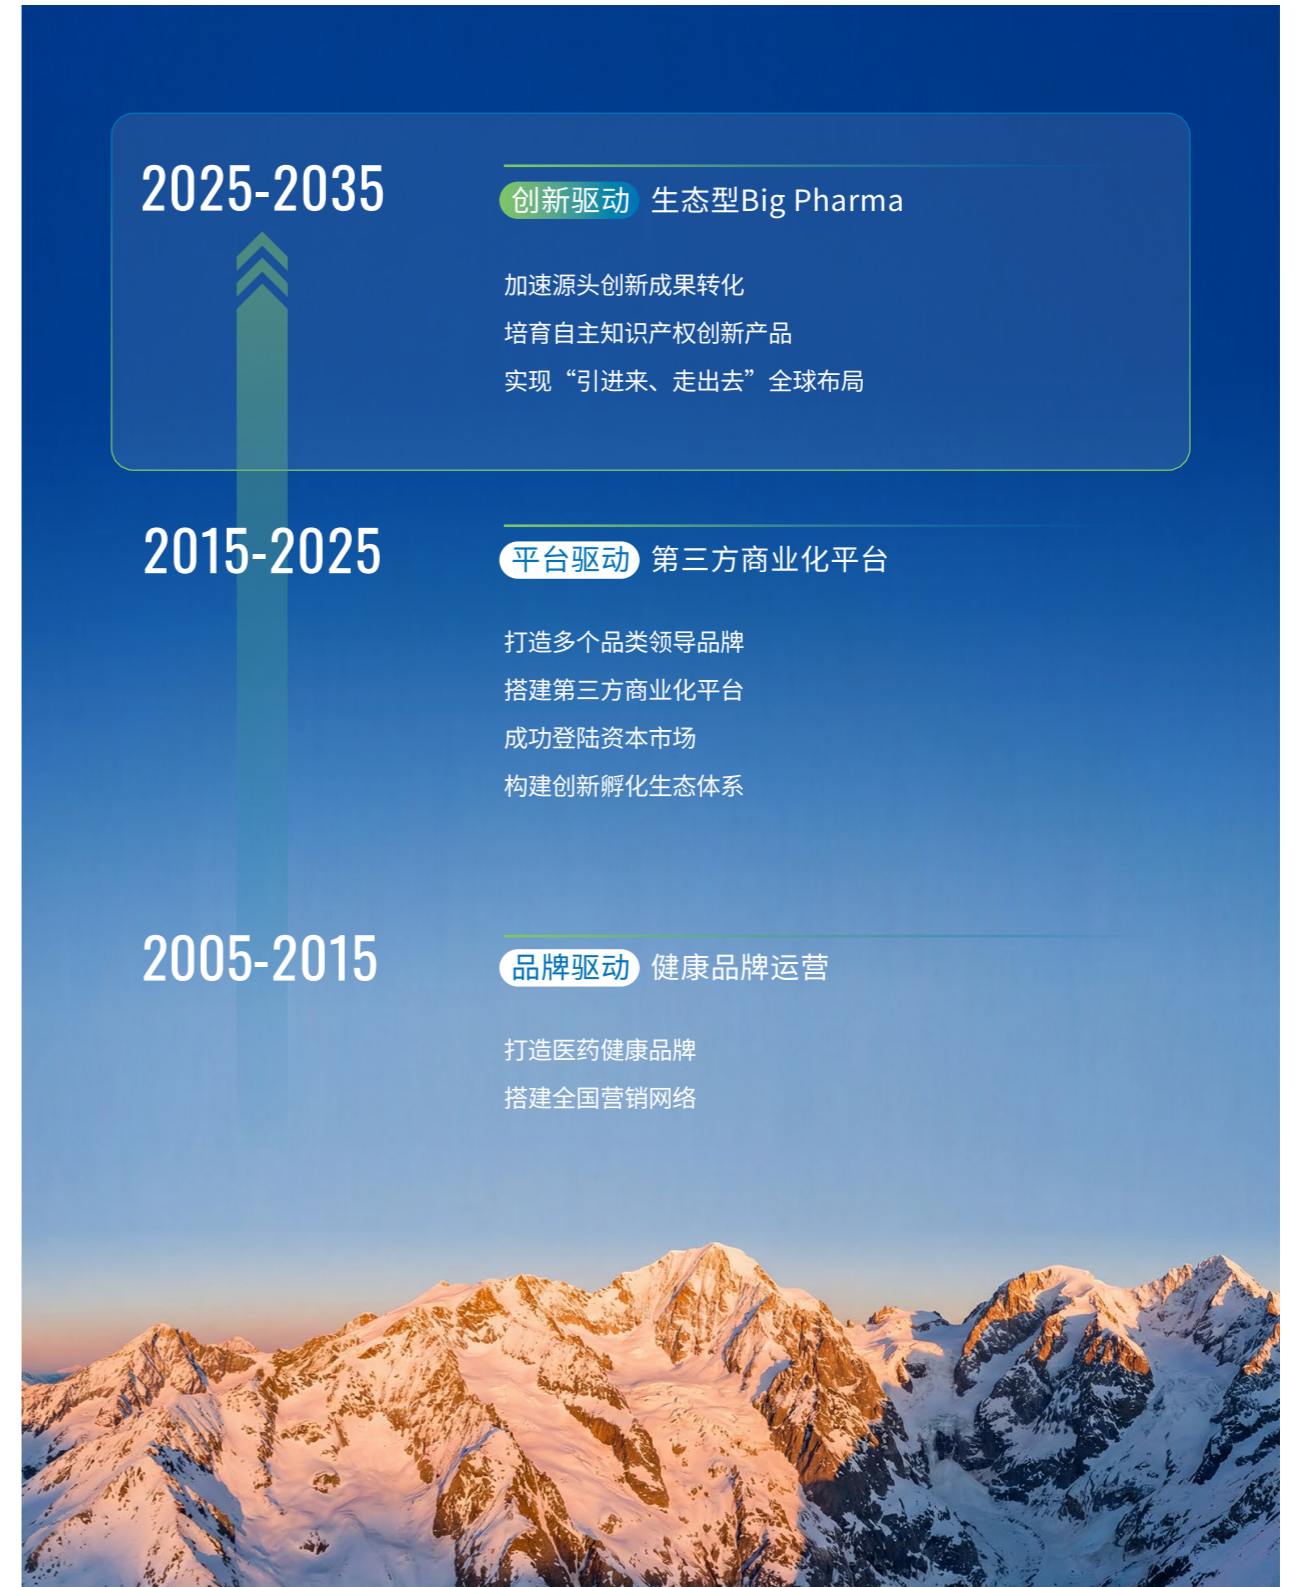 2025-2035
创新驱动 生态型Big Pharma
加速源头创新成果转化
培育自主知识产权创新产品
实现“引进来、走出去”全球布局
2015-2025
平台驱动 第三方商业化平台
打造多个品类领导品牌
搭建第三方商业化平台
成功登陆资本市场
构建创新孵化生态体系
2005-2015
品牌驱动 健康品牌运营
打造医药健康品牌
搭建全国营销网络